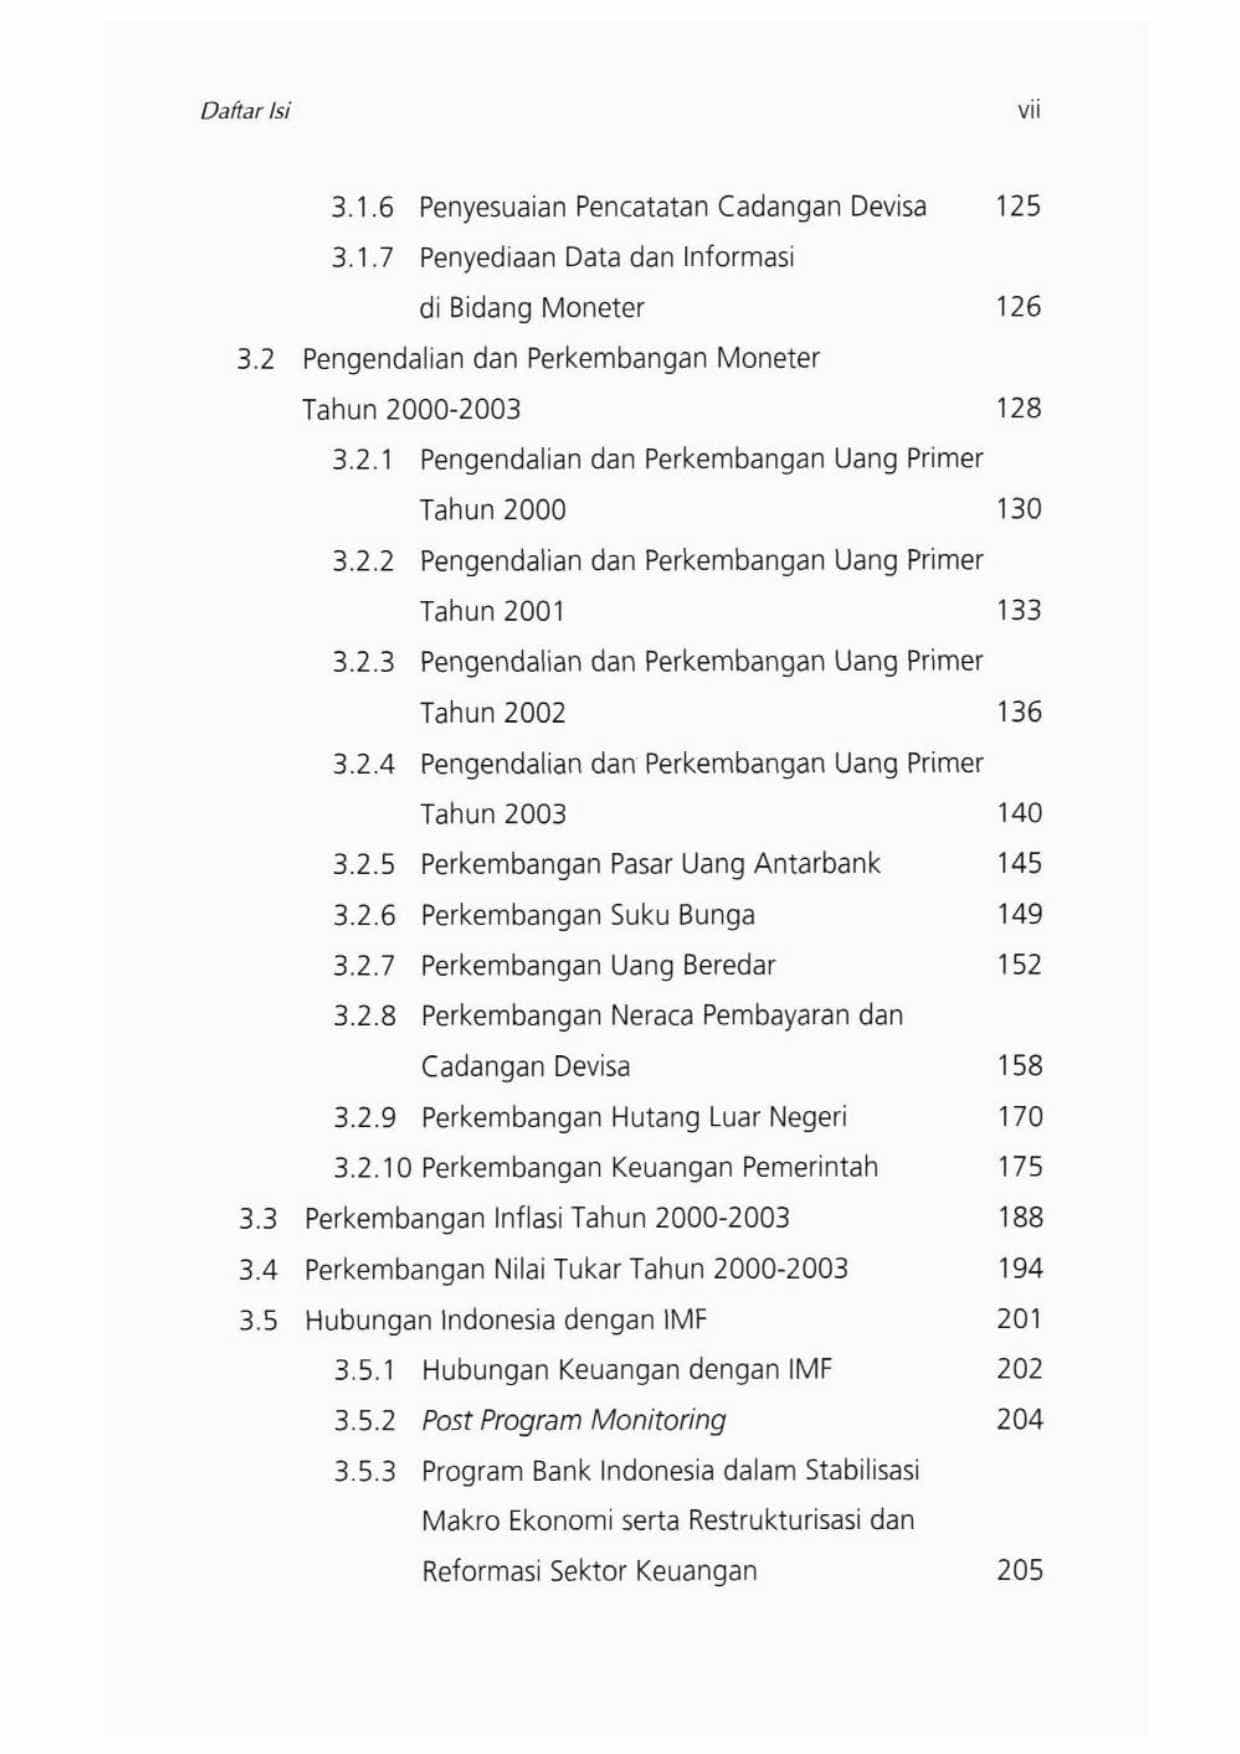 Daftar Isi vii
3.1.6 Penyesuaian Pencatatan Cadangan Devisa 125
3.1.7 Penyediaan Data dan Informasi
di Bidang Moneter 126
3.2 Pengendalian dan Perkembangan Moneter
Tahun 2000-2003 128
3.2.1 Pengendalian dan Perkembangan Uang Primer
Tahun 2000 130
3.2.2 Pengendalian dan Perkembangan Uang Primer
Tahun 2001 133
3.2.3 Pengendalian dan Perkembangan Uang Primer
Tahun 2002 136
3.2.4 Pengendalian dan Perkembangan Uang Primer
Tahun 2003 140
3.2.5 Perkembangan Pasar Uang Antarbank 145
3.2.6 Perkembangan Suku Bunga 149
3.2.7 Perkembangan Uang Beredar 152
3.2.8 Perkembangan Neraca Pembayaran dan
Cadangan Devisa 158
3.2.9 Perkembangan Hutang Luar Negeri 170
3.2.10 Perkembangan Keuangan Pemerintah 175
3.3 Perkembangan Inflasi Tahun 2000-2003 188
3.4 Perkembangan Nilai Tukar Tahun 2000-2003 194
3.5 Hubungan Indonesia dengan IMF 201
3.5.1 Hubungan Keuangan dengan IMF 202
3.5.2 Post Program Monitoring 204
3.5.3 Program Bank Indonesia dalam Stabilisasi
Makro Ekonomi serta Restrukturisasi dan
Reformasi Sektor Keuangan 205